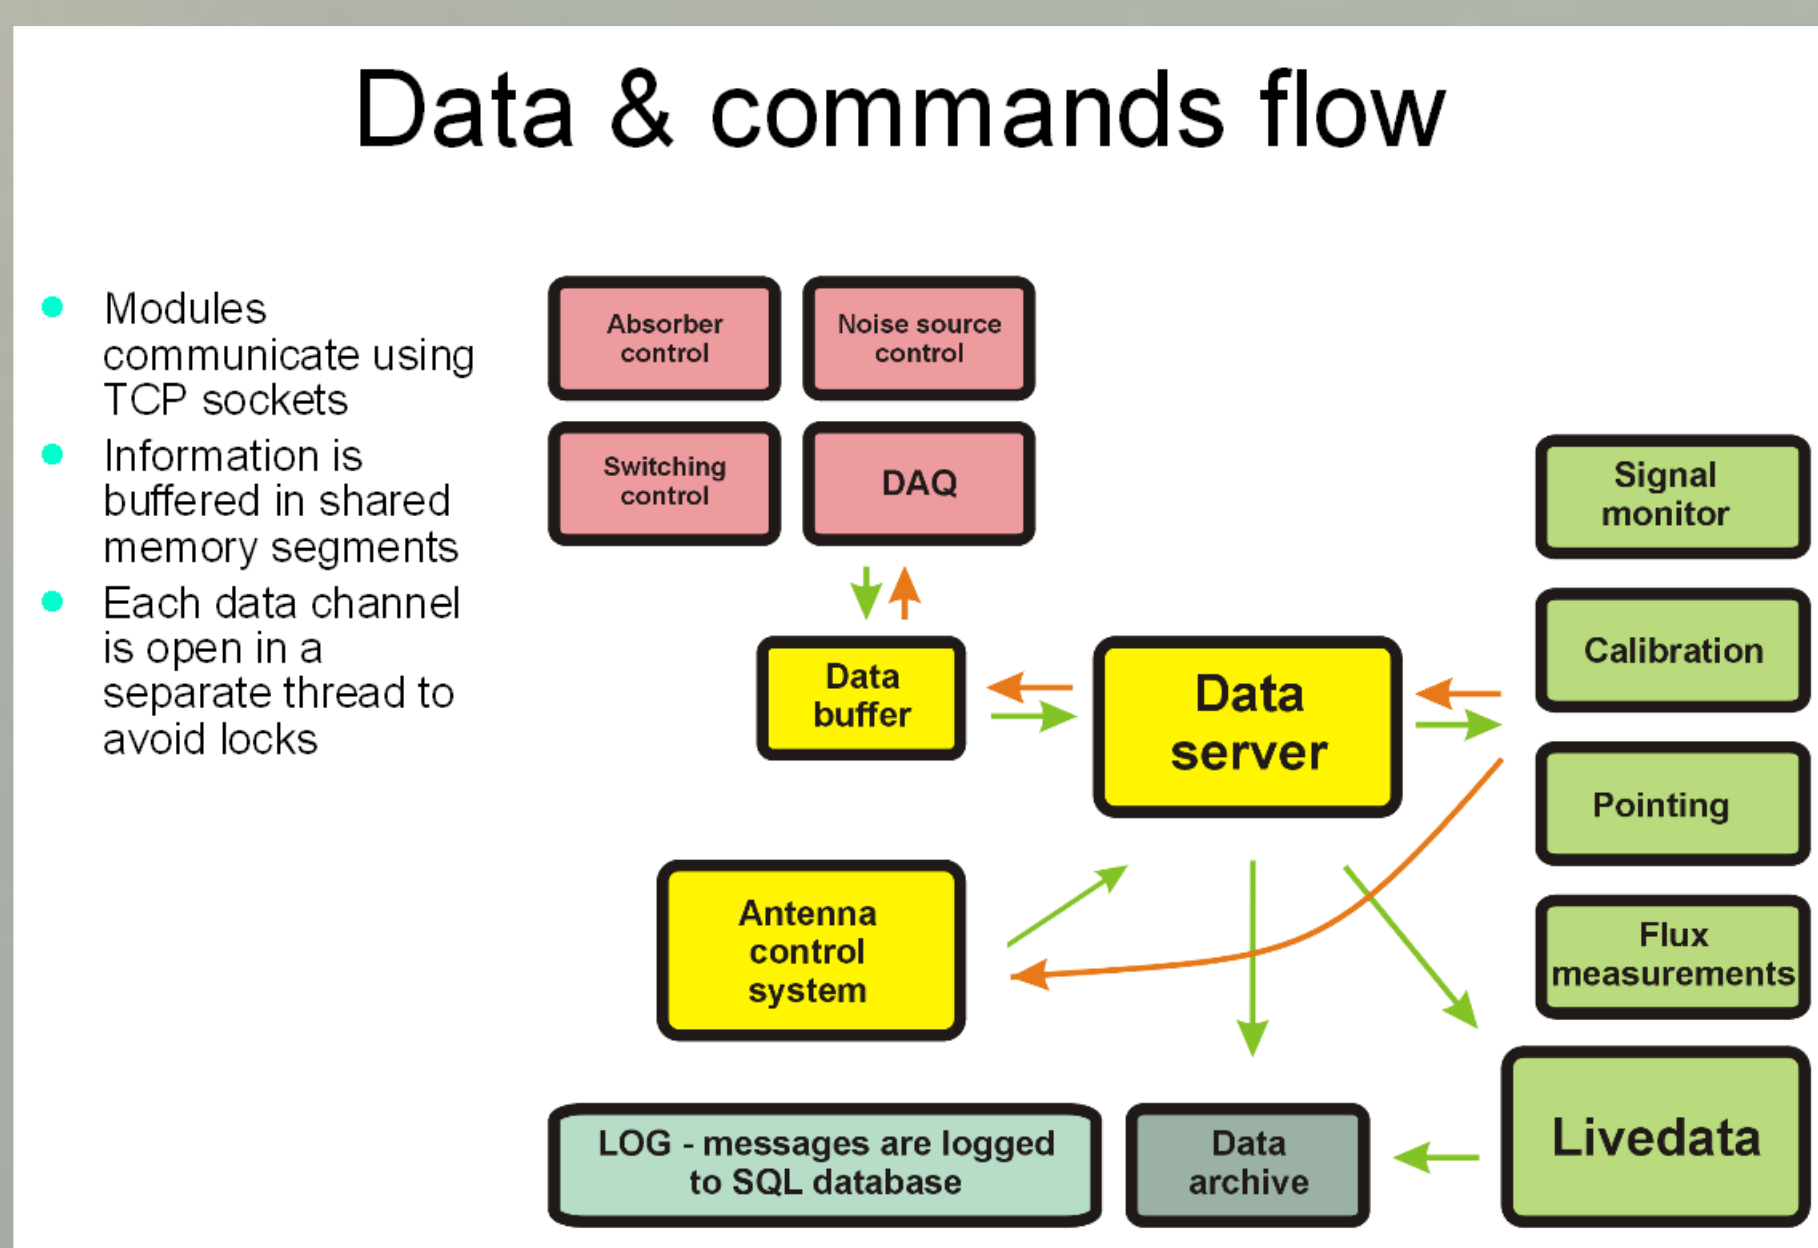 Data & commands flow
Modules
communicate using
TCP sockets
Information is
buffered in shared
memory segments
Each data channel
is open in a
separate thread to
avoid locks
Absorber
control
Noise source
control
Switching
control
DAQ
Data
buffer
Data
server
Antenna
control
system
Signal
monitor
Calibration
Pointing
Flux
measurements
Livedata
LOG - messages are logged
to SQL database
Data
archive